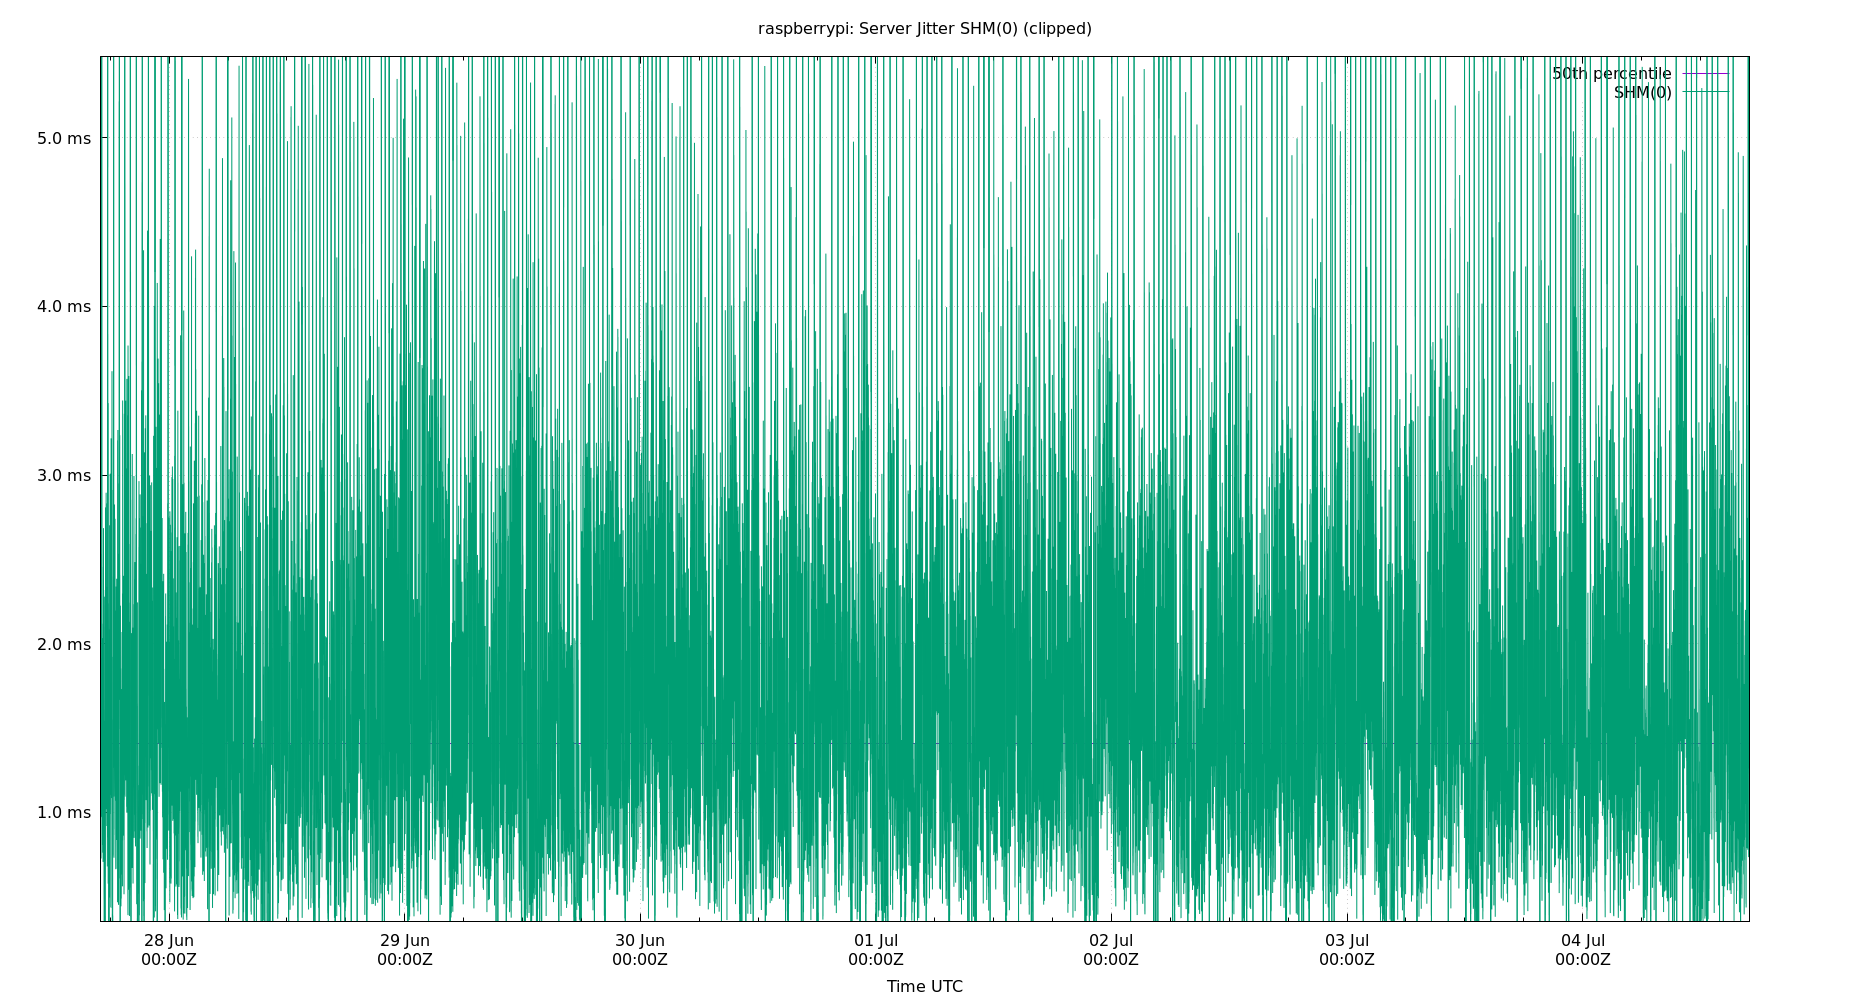 raspberrypi: Server Jitter SHM(0) (clipped)
50th percentile
SHM(0)
5.0 ms
4.0 ms
3.0 ms
2.0 ms
1.0 ms
28 Jun 29 Jun 30 Jun 01 Jul 02 Jul 03 Jul 04 Jul
00:00Z 00:00Z 00:00Z 00:00Z 00:00Z 00:00Z 00:00Z
Time UTC